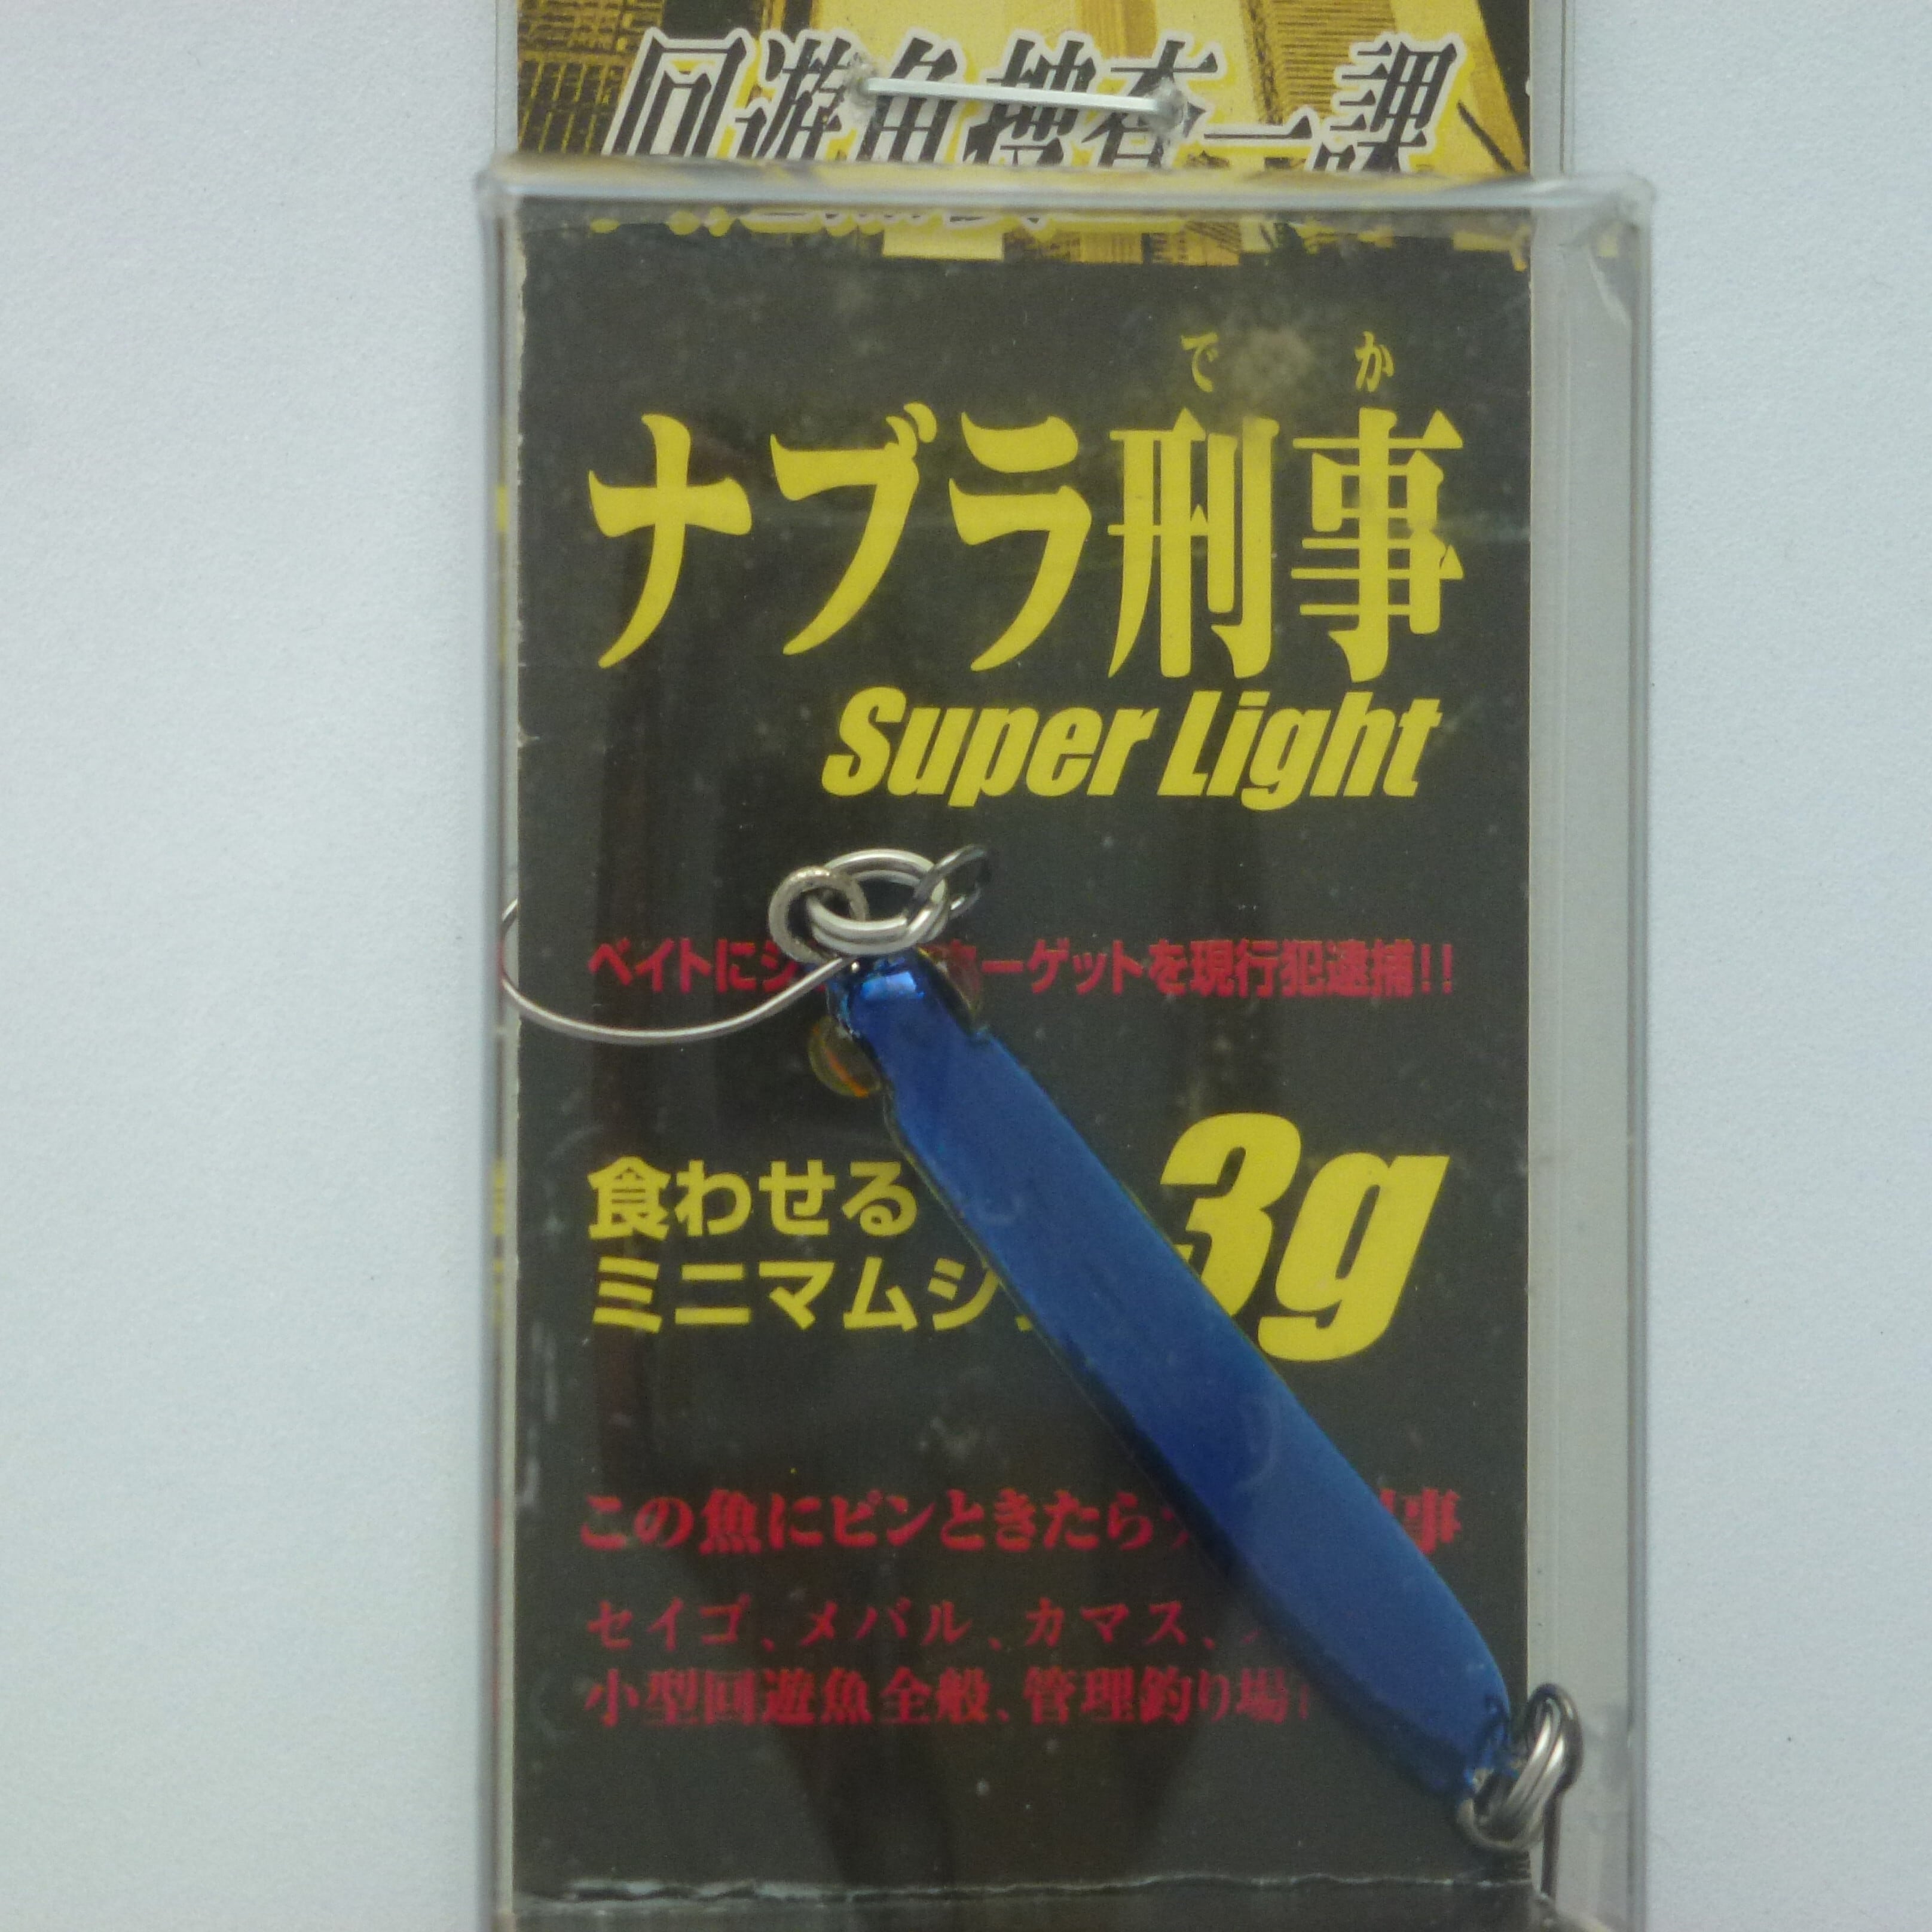 回遊魚捜査一課
でか
ナブラ刑事
Super Light
ベイトにターゲットを現行犯逮捕!!
食わせる
ミニマムジ
3g
この魚にピンときたら事
セイゴ、メバル、カマス、
小型回遊魚全般、管理釣り場